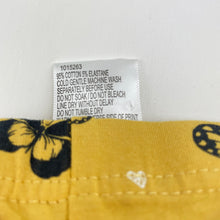 1015263
95% COTTON 5% ELASTANE
COLD GENTLE MACHINE WASH
SEPARATELY BEFORE USE
DO NOT SOAK / DO NOT BLEACH
LINE DRY WITHOUT DELAY
DO NOT TUMBLE DRY